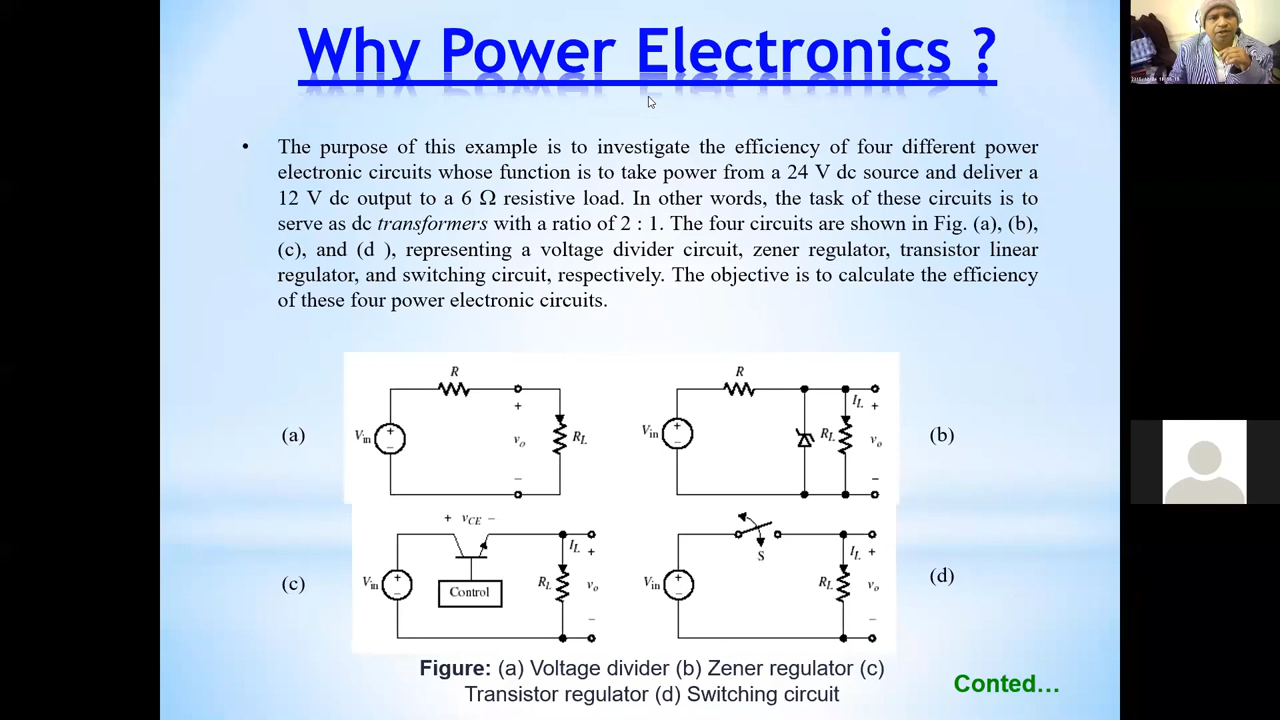 Why Power Electronics ?
• The purpose of this example is to investigate the efficiency of four different power
electronic circuits whose function is to take power from a 24 V dc source and deliver a
12 V dc output to a 6 Ω resistive load. In other words, the task of these circuits is to
serve as dc transformers with a ratio of 2 : 1. The four circuits are shown in Fig. (a), (b),
(c), and (d ), representing a voltage divider circuit, zener regulator, transistor linear
regulator, and switching circuit, respectively. The objective is to calculate the efficiency
of these four power electronic circuits.
R
+
(a) Vin + − vo RL
−
R
IL +
Vin + − RL vo (b)
−
+ vCE −
IL +
(c) Vin + − Control RL vo
−
S
IL +
Vin + − RL vo (d)
−
Figure: (a) Voltage divider (b) Zener regulator (c)
Transistor regulator (d) Switching circuit
Conted…